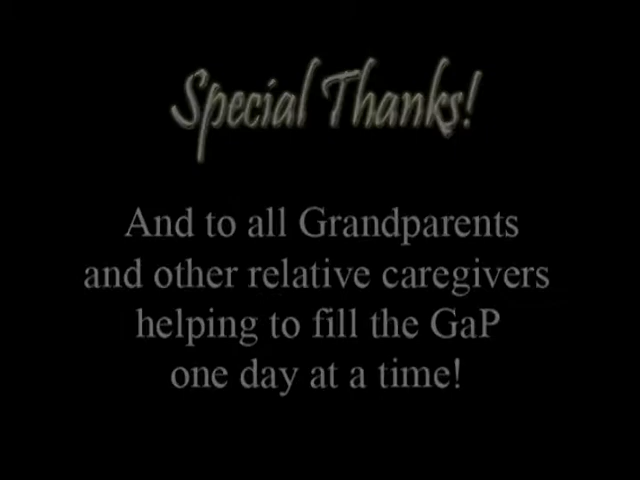 Special Thanks!
And to all Grandparents
and other relative caregivers
helping to fill the GaP
one day at a time!